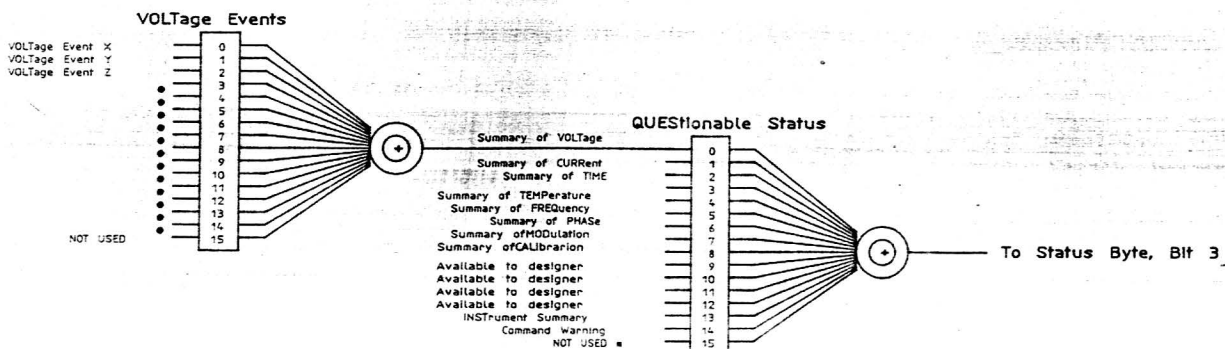 VOLTage Events
VOLTage Event X
VOLTage Event Y
VOLTage Event Z
NOT USED
0
1
2
3
4
5
6
7
8
9
10
11
12
13
14
15
QUEStionable Status
Summary of VOLTage
Summary of CURRent
Summary of TIME
Summary of TEMPerature
Summary of FREQuency
Summary of PHASe
Summary ofMODulation
Summary ofCALibrarion
Available to designer
Available to designer
Available to designer
Available to designer
INSTrument Summary
Command Warning
NOT USED
0
1
2
3
4
5
6
7
8
9
10
11
12
13
14
15
To Status Byte, Bit 3